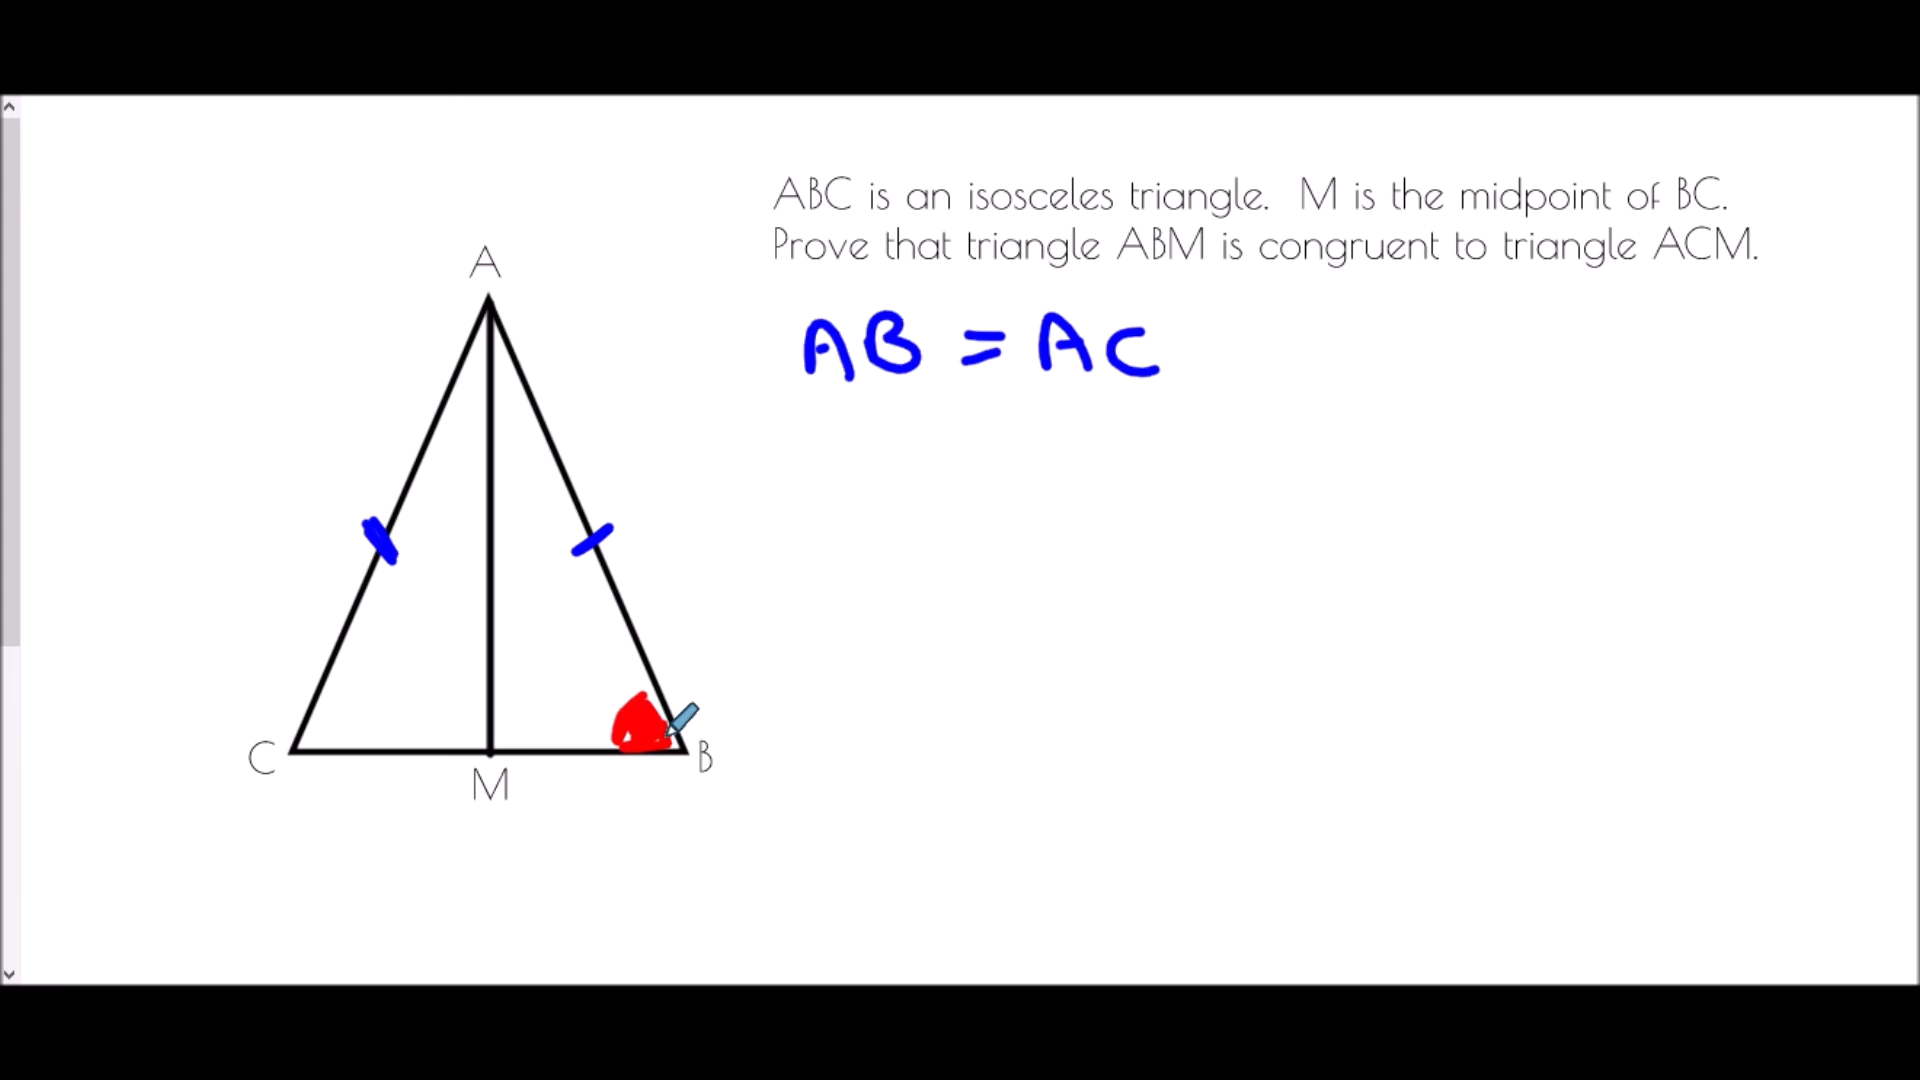 ABC is an isosceles triangle. M is the midpoint of BC.
Prove that triangle ABM is congruent to triangle ACM.
AB = AC
A
C
M
B